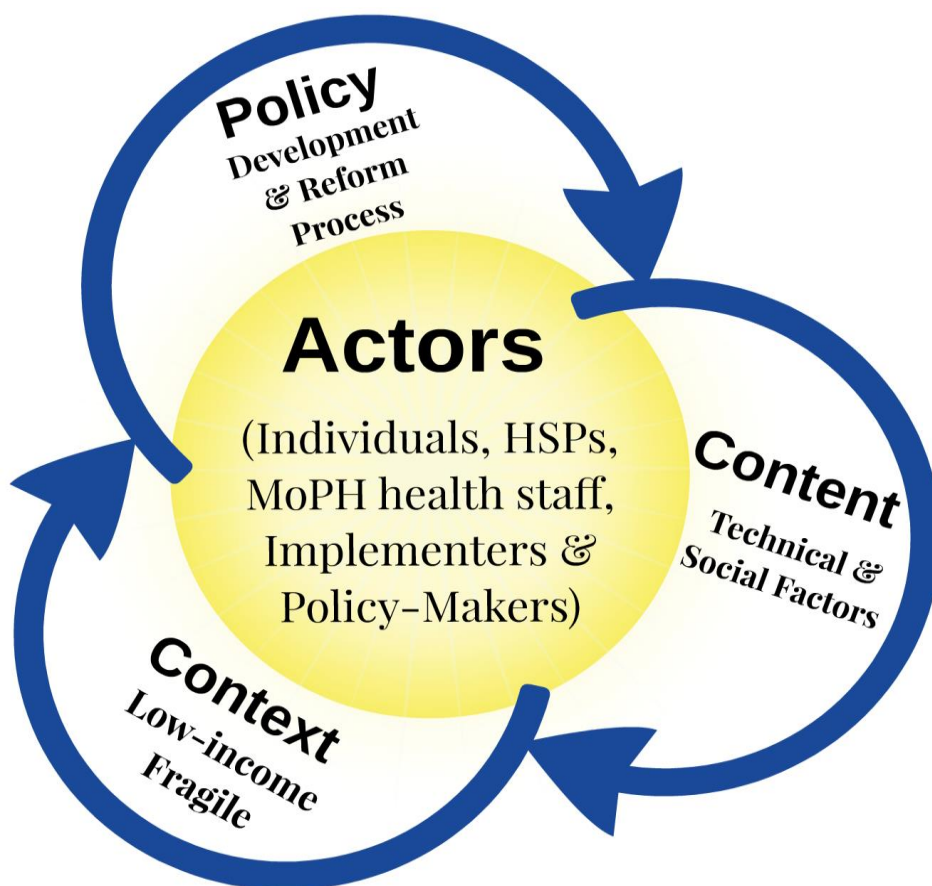 Policy
Development
& Reform
Process
Actors
(Individuals, HSPs,
MoPH health staff,
Implementers &
Policy-Makers)
Content
Technical &
Social Factors
Context
Low-income
Fragile